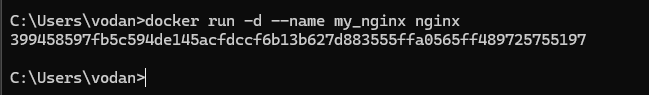 C:\Users\vodan>docker run -d --name my_nginx nginx
399458597fb5c594de145acfdccf6b13b627d883555ffa0565ff489725755197
C:\Users\vodan>